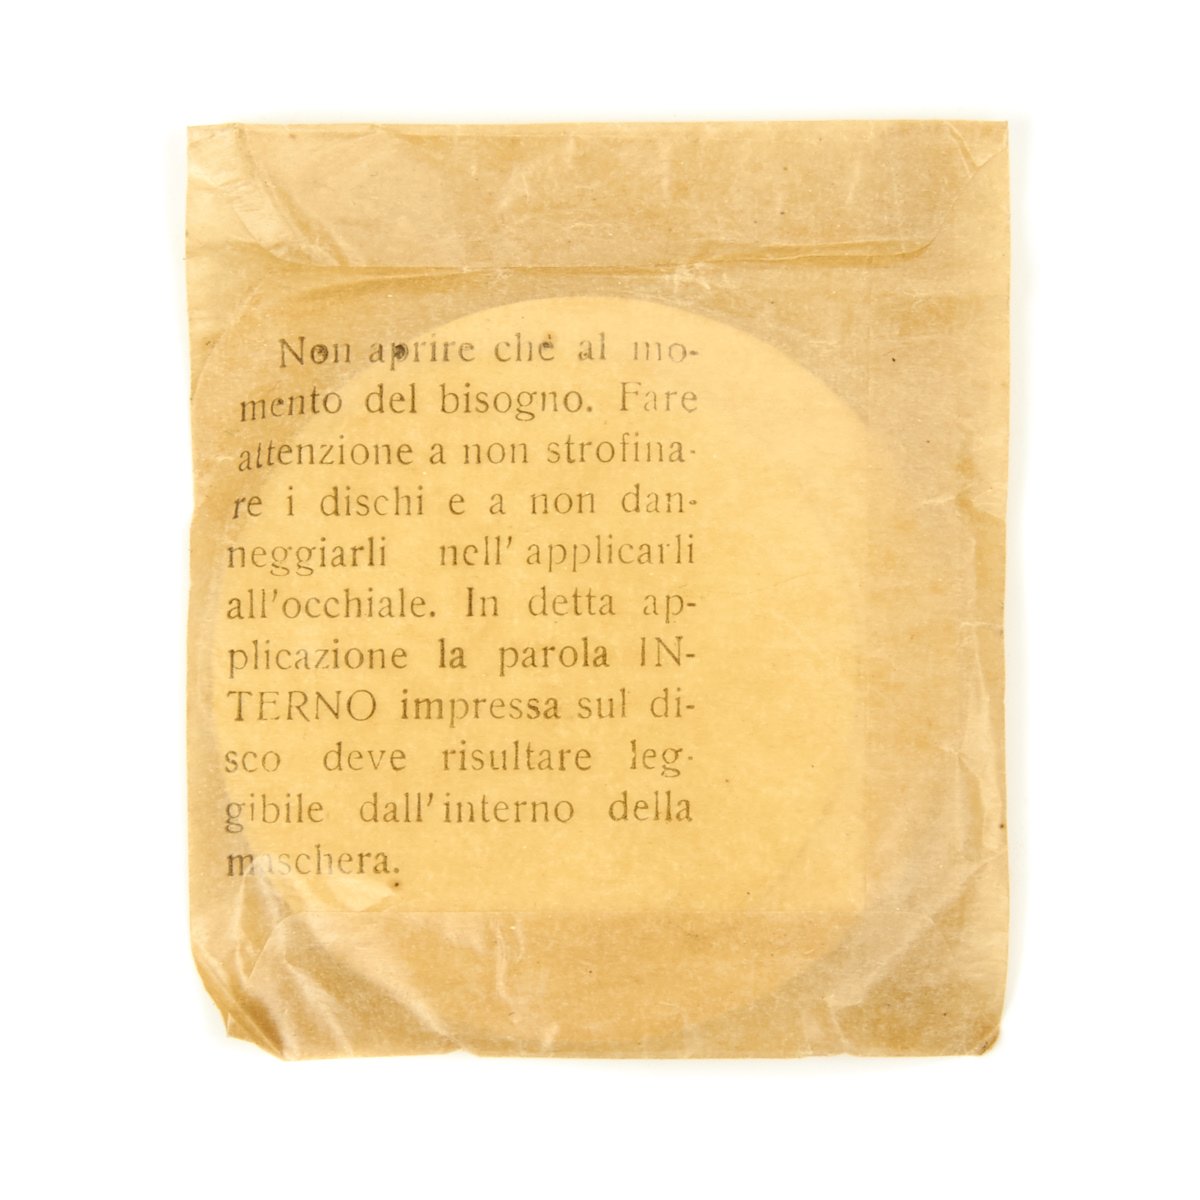 Non aprire che al mo-
mento del bisogno. Fare
attenzione a non strofina-
re i dischi e a non dan-
neggiarli nell' applicarli
all'occhiale. In detta ap-
plicazione la parola IN-
TERNO impressa sul di-
sco deve risultare leg-
gibile dall' interno della
maschera.